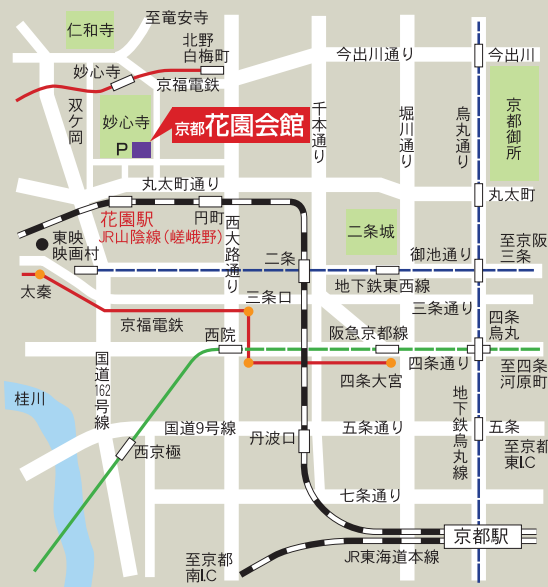 至竜安寺
仁和寺
北野
白梅町
今出川通り
今出川
妙心寺
京福電鉄
双ケ岡
妙心寺
P
京都花園会館
千本通り
堀川通り
烏丸通り
京都御所
丸太町通り
丸太町
花園駅
JR山陰線(嵯峨野)
円町
西大路通り
二条城
東映
映画村
二条
御池通り
至京阪
三条
地下鉄東西線
太秦
三条口
三条通り
京福電鉄
西院
阪急京都線
四条
烏丸
四条通り
至四条
河原町
四条大宮
国道162号線
桂川
地下鉄烏丸線
国道9号線
五条通り
五条
丹波口
至京都
東I.C
西京極
七条通り
京都駅
至京都
南I.C
JR東海道本線